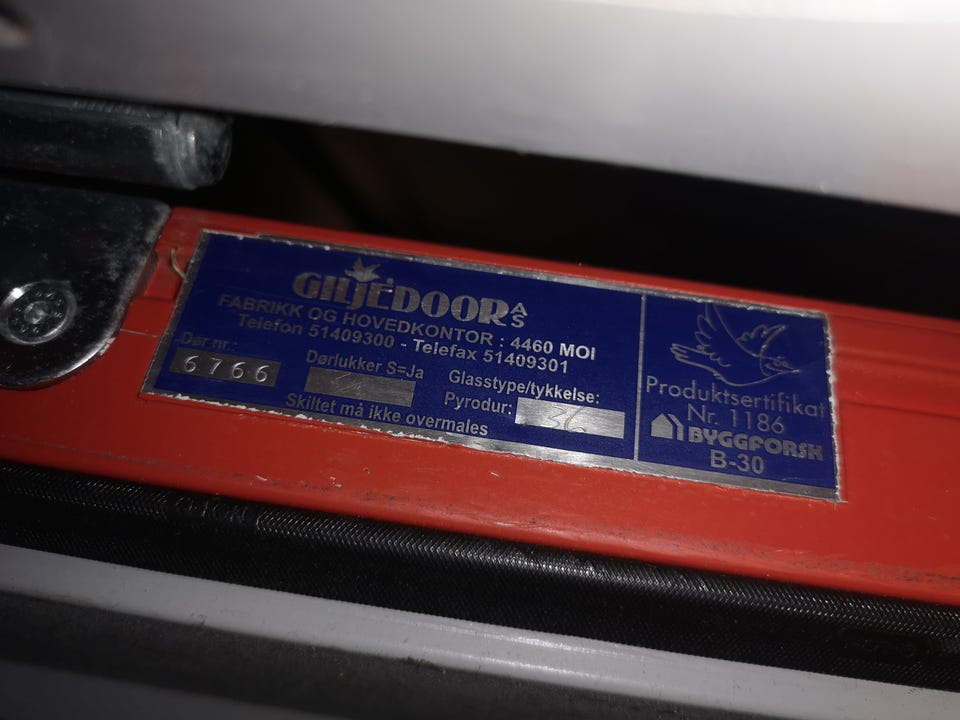 GILJEDOOR AS
FABRIKK OG HOVEDKONTOR : 4460 MOI
Telefon 51409300 - Telefax 51409301
Dør nr.:
6766
Dørlukker S=Ja
Glasstype/tykkelse:
Pyrodur: 36
Skiltet må ikke overmales
Produktsertifikat
Nr. 1186
BYGGFORSK
B-30